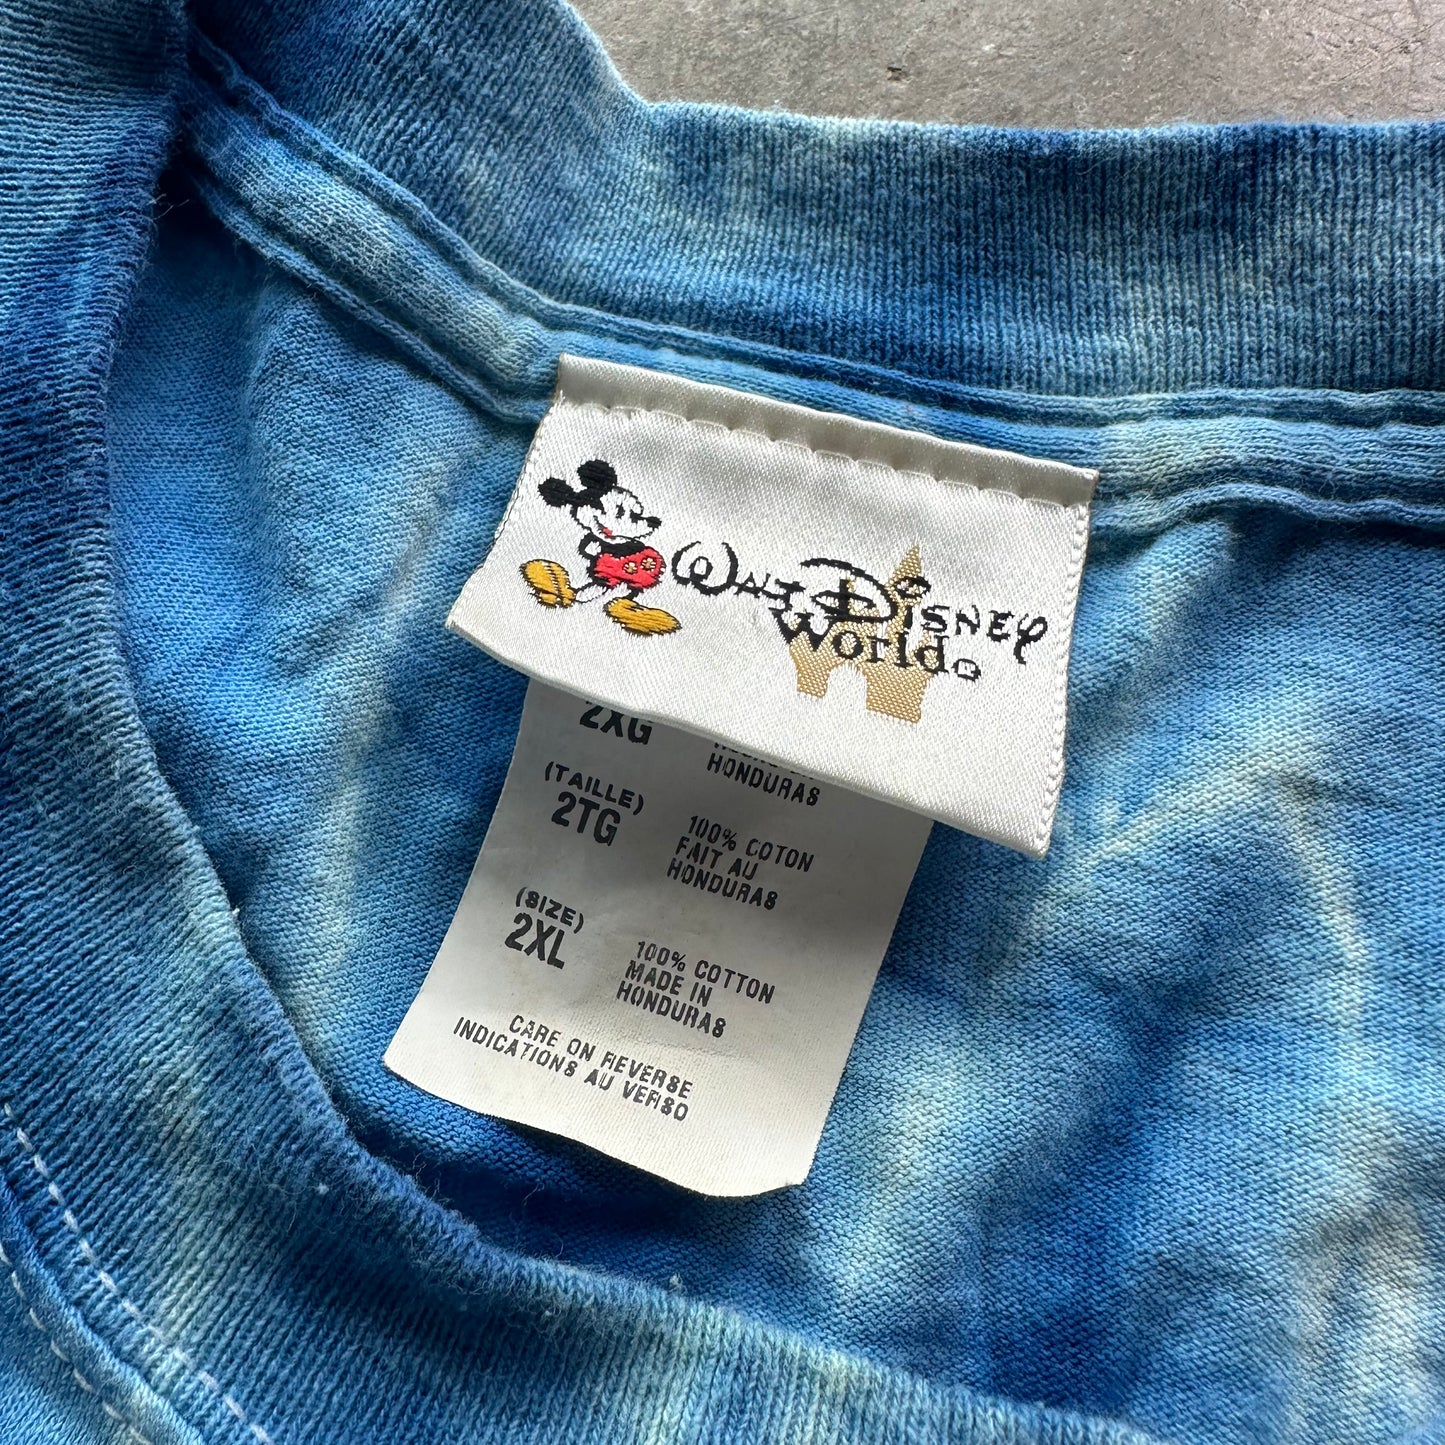 WALT DISNEY
World
2XG
HONDURAS
(TAILLE)
2TG
100% COTON
FAIT AU
HONDURAS
(SIZE)
2XL
100% COTTON
MADE IN
HONDURAS
CARE ON REVERSE
INDICATIONS AU VERSO